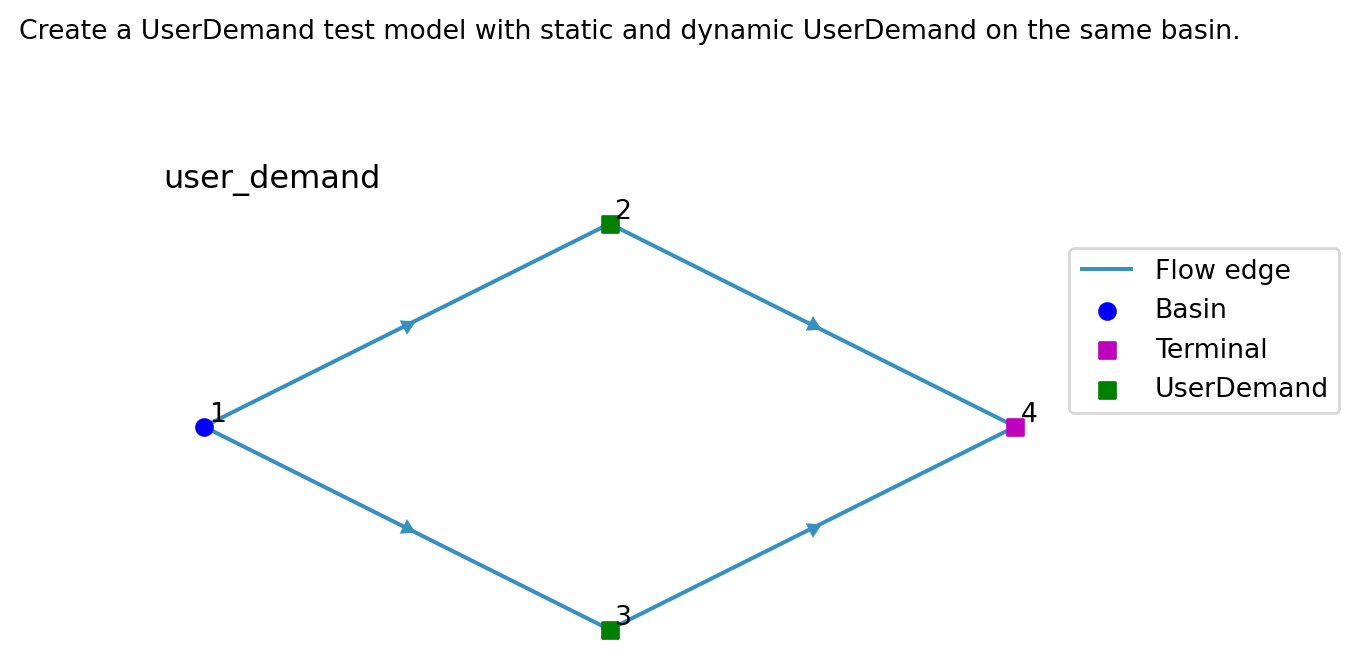 Create a UserDemand test model with static and dynamic UserDemand on the same basin.
user_demand
2
Flow edge
Basin
Terminal
UserDemand
1
4
3